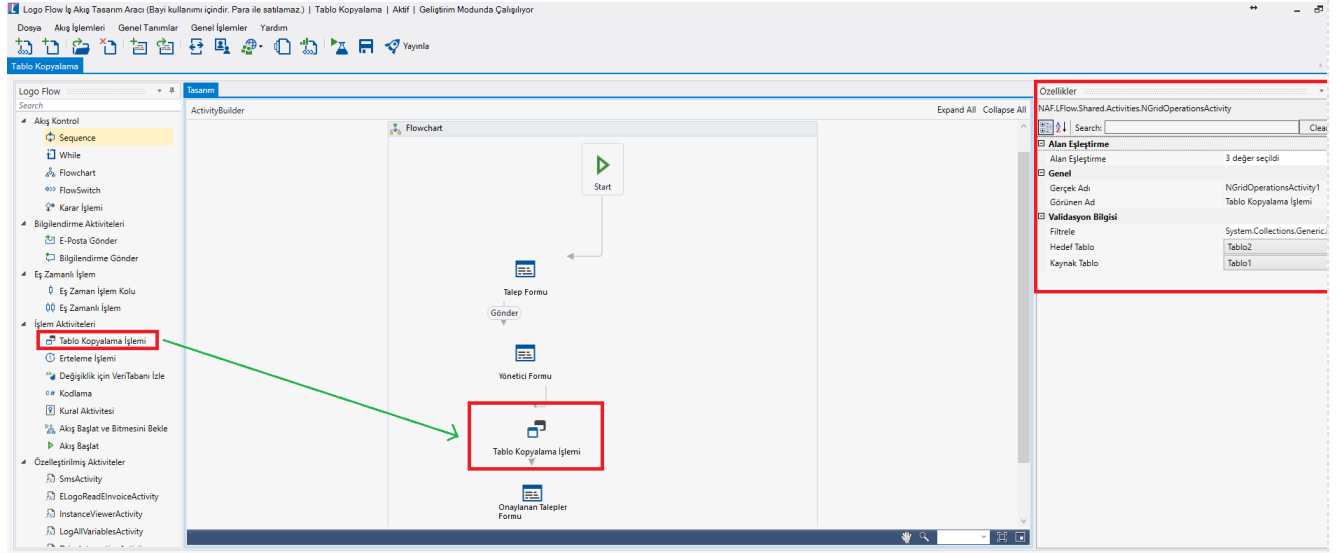 Logo Flow İş Akış Tasarım Aracı (Bayi kullanımı içindir. Para ile satılamaz.) | Tablo Kopyalama | Aktif | Geliştirim Modunda Çalışılıyor
Dosya Akış İşlemleri Genel Tanımlar Genel İşlemler Yardım
Yayınla
Tablo Kopyalama
Logo Flow
Search
Akış Kontrol
Sequence
While
Flowchart
FlowSwitch
Karar İşlemi
Bilgilendirme Aktiviteleri
E-Posta Gönder
Bilgilendirme Gönder
Eş Zamanlı İşlem
Eş Zaman İşlem Kolu
Eş Zamanlı İşlem
İşlem Aktiviteleri
Tablo Kopyalama İşlemi
Erteleme İşlemi
Değişiklik için VeriTabanı İzle
Kodlama
Kural Aktivitesi
Akış Başlat ve Bitmesini Bekle
Akış Başlat
Özelleştirilmiş Aktiviteler
SmsActivity
ELogoReadEInvoiceActivity
InstanceViewerActivity
LogAllVariablesActivity
Tasarım
ActivityBuilder
Expand All Collapse All
Flowchart
Start
Talep Formu
Gönder
Yönetici Formu
Tablo Kopyalama İşlemi
Onaylanan Talepler
Formu
Özellikler
NAF.LFlow.Shared.Activities.NGridOperationsActivity
Search: Clear
Alan Eşleştirme
Alan Eşleştirme 3 değer seçildi
Genel
Gerçek Adı NGridOperationsActivity1
Görünen Ad Tablo Kopyalama İşlemi
Validasyon Bilgisi
Filtrele System.Collections.Generic.
Hedef Tablo Tablo2
Kaynak Tablo Tablo1